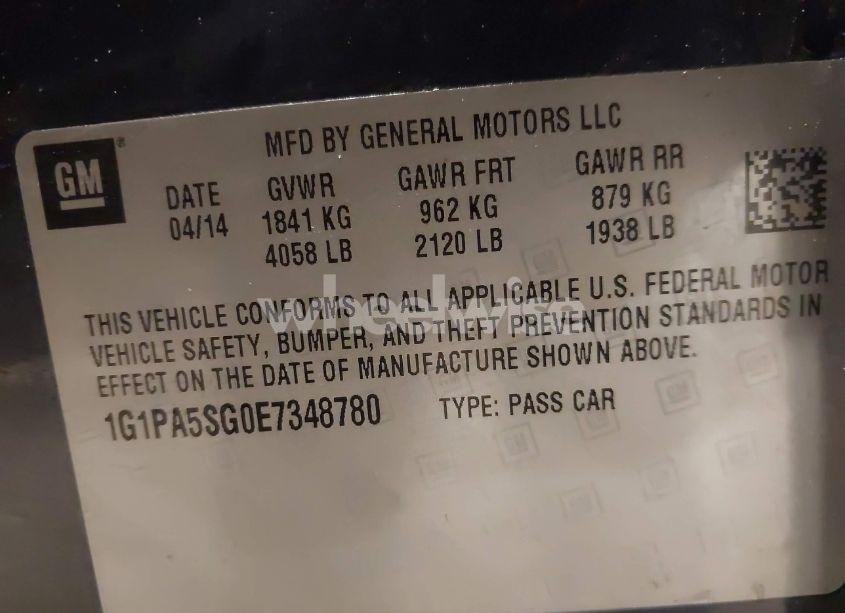 MFD BY GENERAL MOTORS LLC
GM
®
DATE GVWR GAWR FRT GAWR RR
04/14 1841 KG 962 KG 879 KG
4058 LB 2120 LB 1938 LB
THIS VEHICLE CONFORMS TO ALL APPLICABLE U.S. FEDERAL MOTOR
VEHICLE SAFETY, BUMPER, AND THEFT PREVENTION STANDARDS IN
EFFECT ON THE DATE OF MANUFACTURE SHOWN ABOVE.
1G1PA5SG0E7348780 TYPE: PASS CAR
wheelwise